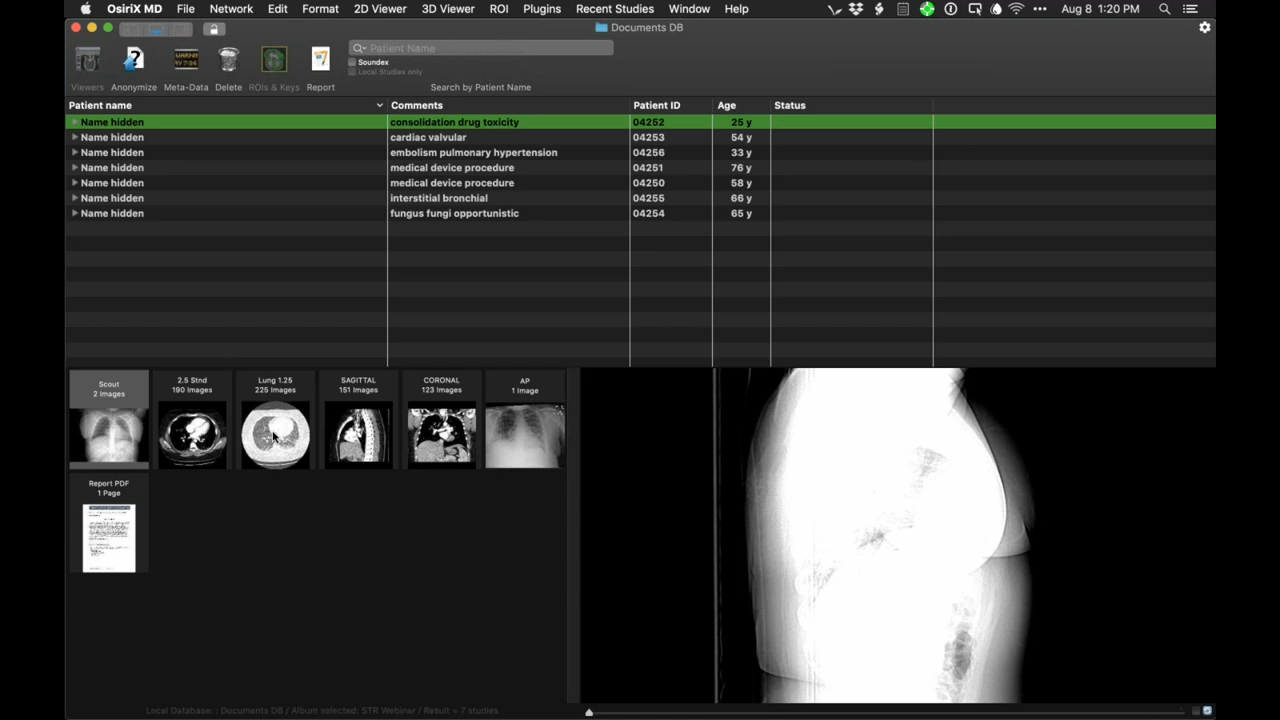 OsiriX MD File Network Edit Format 2D Viewer 3D Viewer ROI Plugins Recent Studies Window Help Aug 8 1:20 PM
Documents DB
Patient Name
Soundex
Local Studies only
Viewers Anonymize Meta-Data Delete ROIs & Keys Report Search by Patient Name
Patient name Comments Patient ID Age Status
Name hidden consolidation drug toxicity 04252 25 y
Name hidden cardiac valvular 04253 54 y
Name hidden embolism pulmonary hypertension 04256 33 y
Name hidden medical device procedure 04251 76 y
Name hidden medical device procedure 04250 58 y
Name hidden interstitial bronchial 04255 66 y
Name hidden fungus fungi opportunistic 04254 65 y
Scout 2.5 Stnd Lung 1.25 SAGITTAL CORONAL AP
2 Images 190 Images 225 Images 151 Images 123 Images 1 Image
Report PDF
1 Page
Local Database: : Documents DB / Album selected: STR Webinar / Result = 7 studies